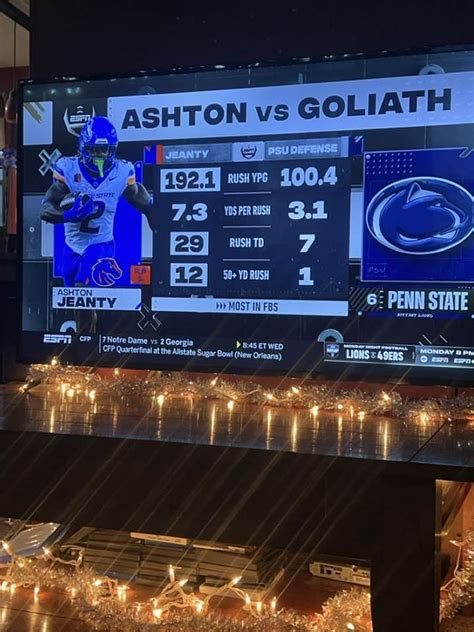 ESPN
ASHTON VS GOLIATH
JEANTY
PSU DEFENSE
192.1 RUSH YPG 100.4
7.3 YDS PER RUSH 3.1
29 RUSH TD 7
12 50+ YD RUSH 1
MOST IN FBS
STATE
2
ASHTON
JEANTY
6 PENN STATE
ESPN CFP
7 Notre Dame vs 2 Georgia
8:45 ET WED
CFP Quarterfinal at the Allstate Sugar Bowl (New Orleans)
MONDAY NIGHT FOOTBALL
LIONS 49ERS
MONDAY 8 P